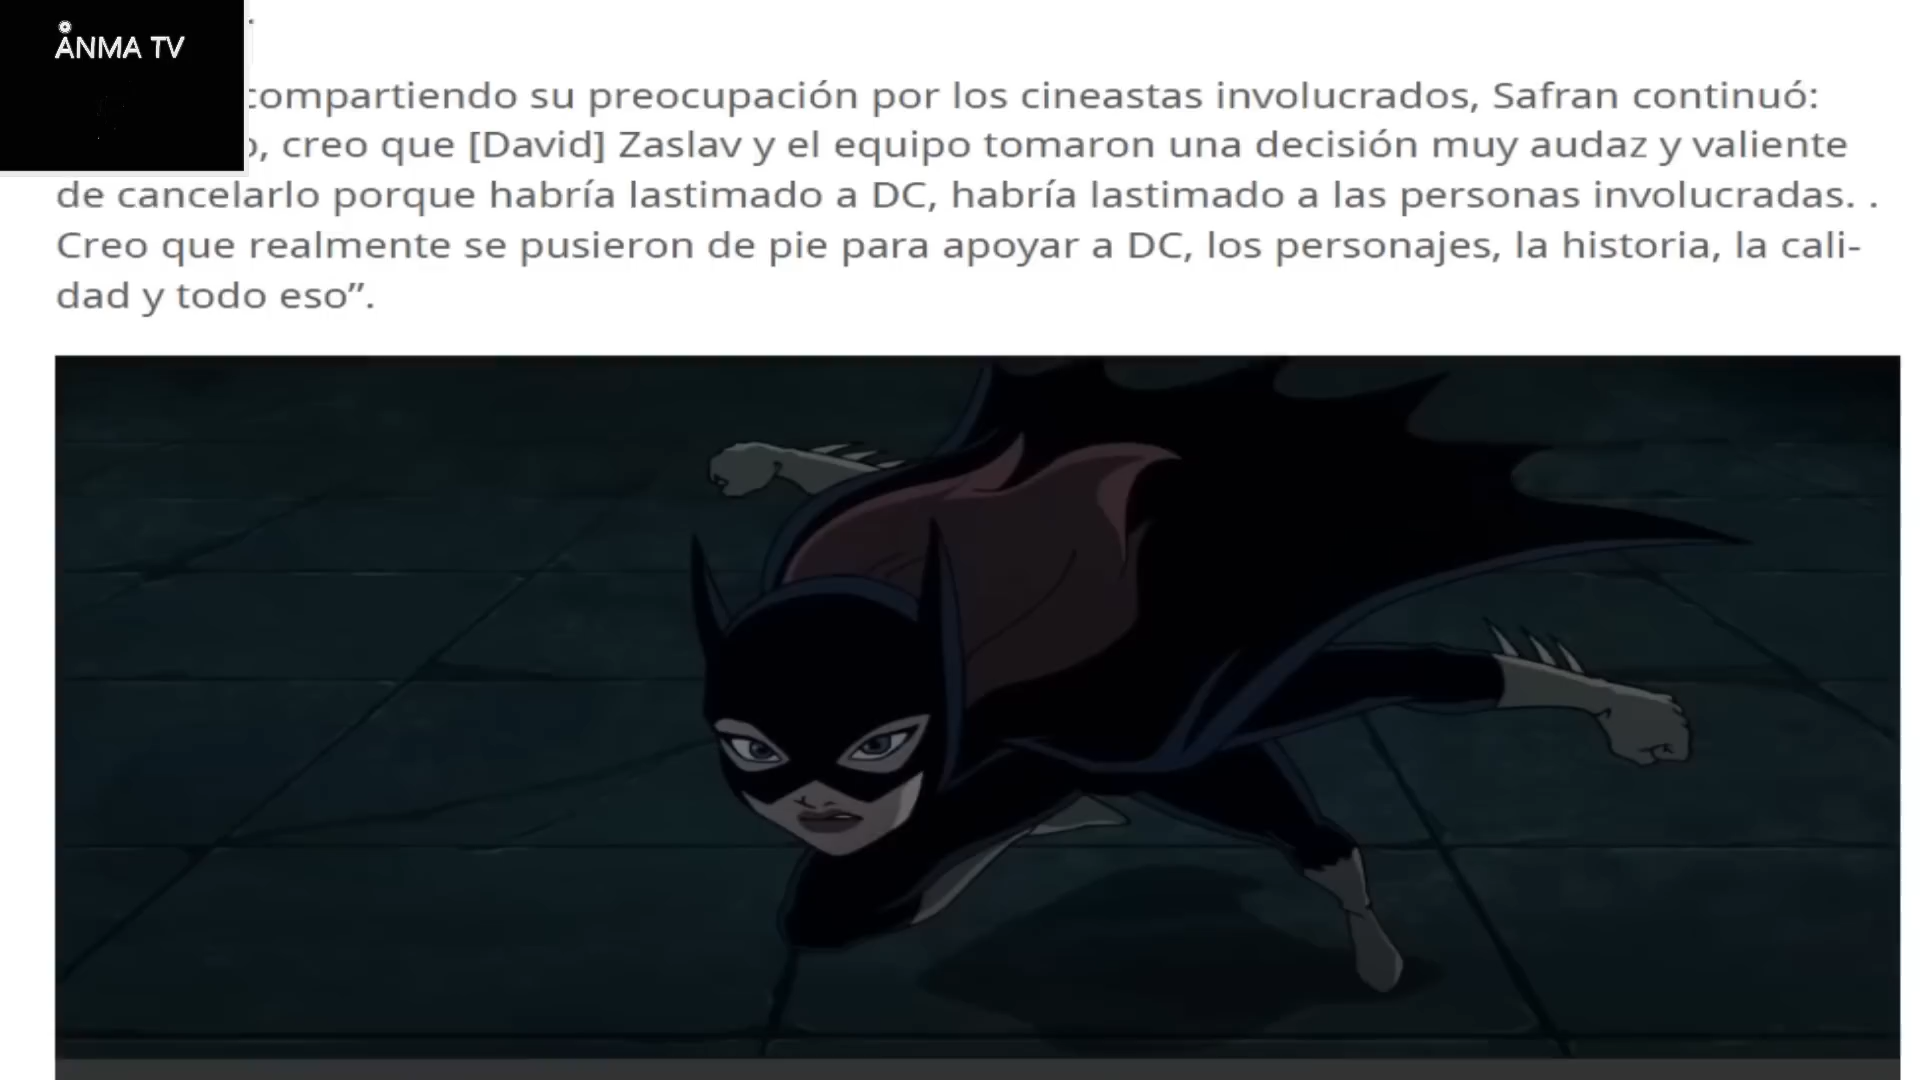 ÅNMA TV
compartiendo su preocupación por los cineastas involucrados, Safran continuó:
creo que [David] Zaslav y el equipo tomaron una decisión muy audaz y valiente
de cancelarlo porque habría lastimado a DC, habría lastimado a las personas involucradas. .
Creo que realmente se pusieron de pie para apoyar a DC, los personajes, la historia, la cali-
dad y todo eso”.